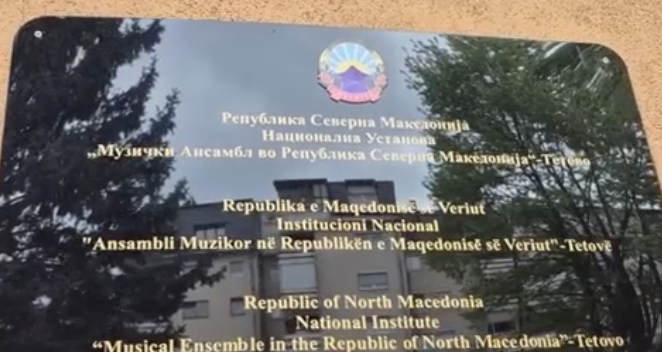 Република Северна Македонија
Национална Установа
„Музички Ансамбл во Република Северна Македонија“-Тетово
Republika e Maqedonisë së Veriut
Institucioni Nacional
"Ansambli Muzikor në Republikën e Maqedonisë së Veriut"-Tetovë
Republic of North Macedonia
National Institute
“Musical Ensemble in the Republic of North Macedonia”-Tetovo